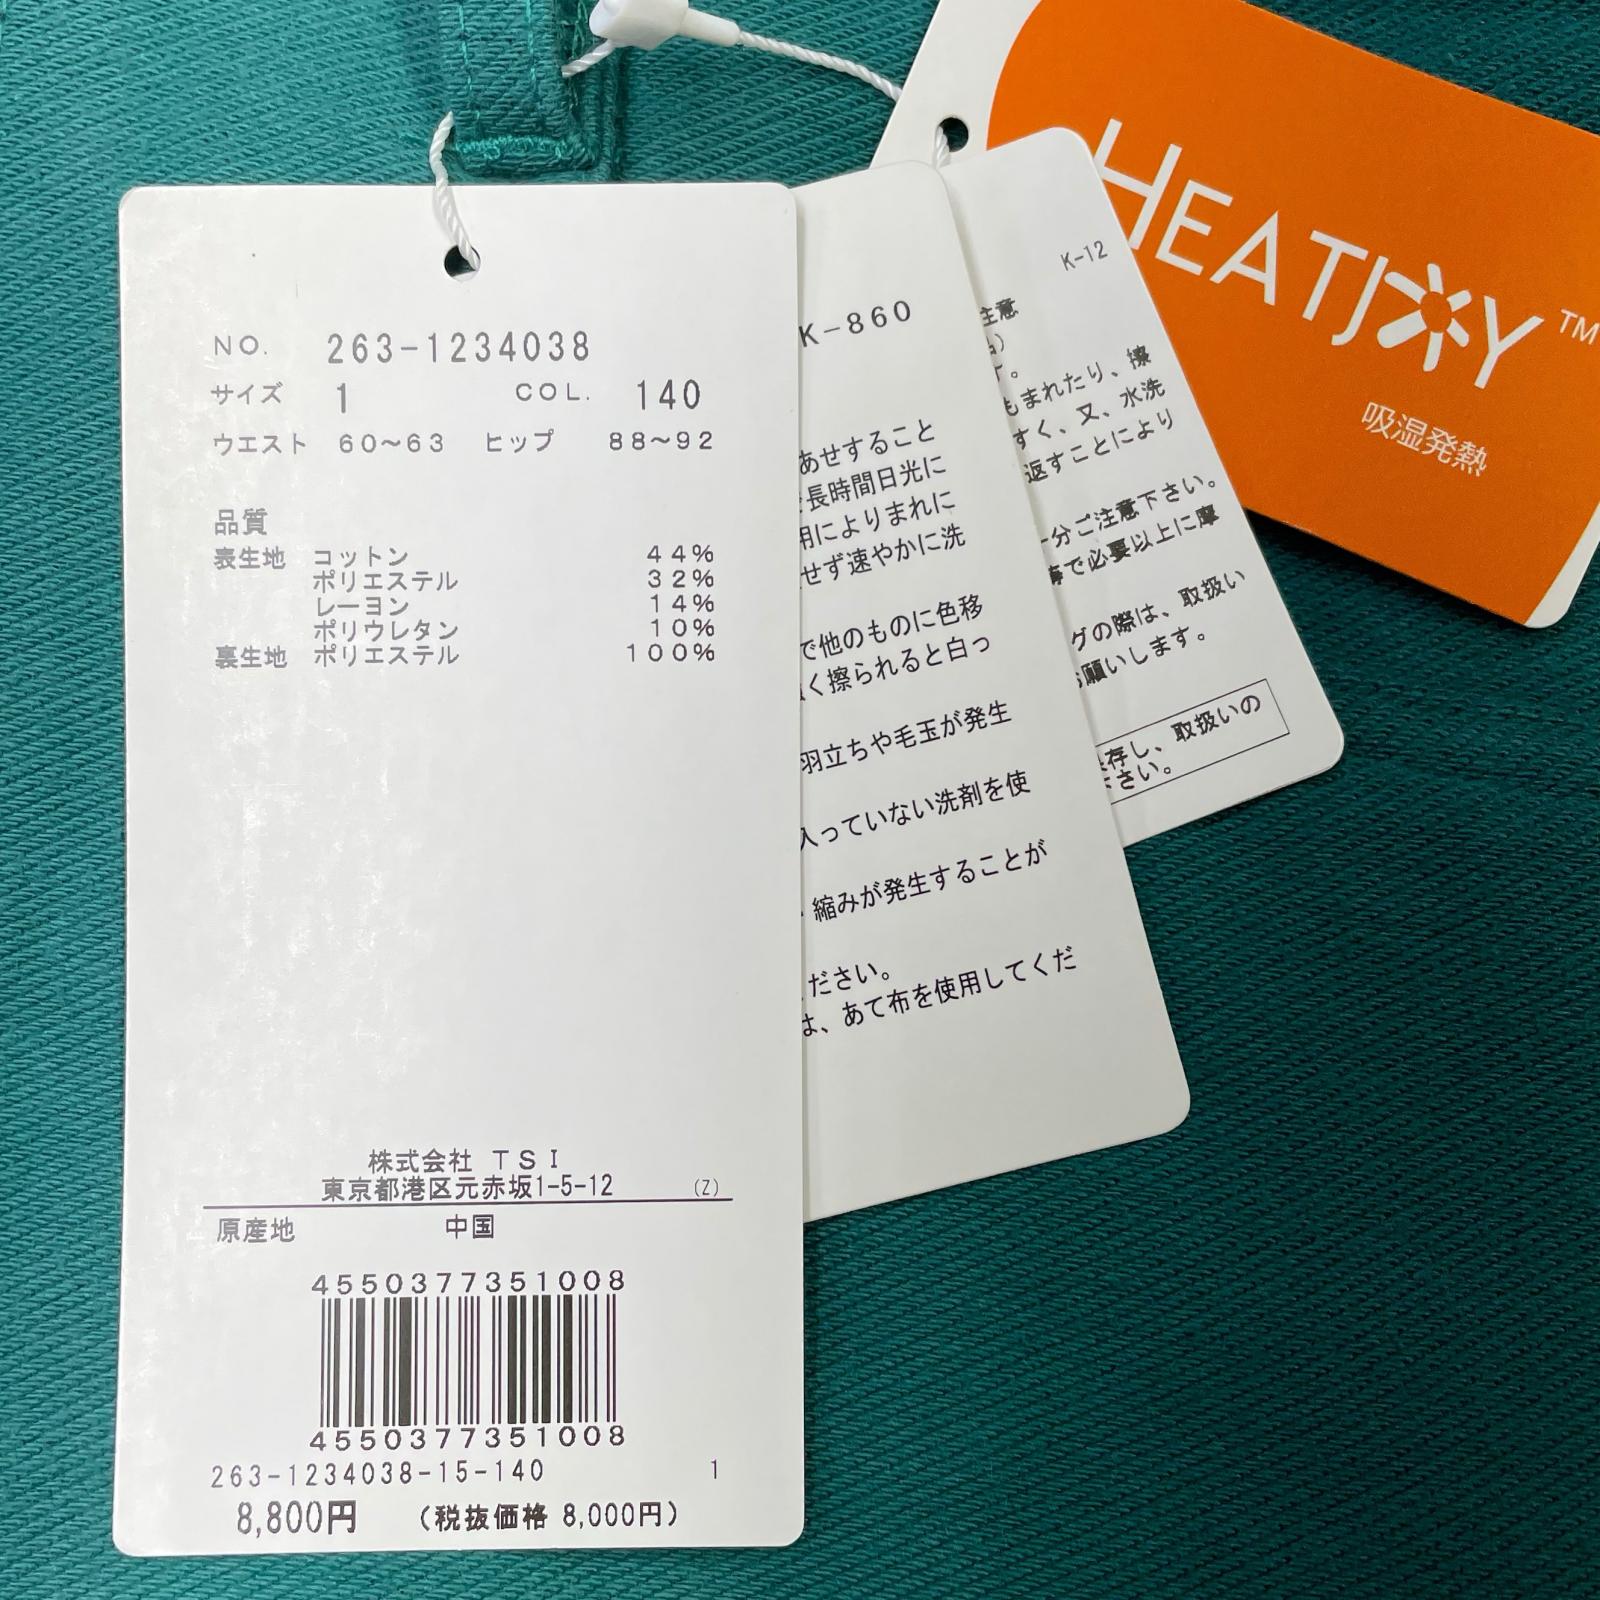 NO. 263-1234038
サイズ 1 COL. 140
ウエスト 60～63 ヒップ 88～92
品質
表生地 コットン 44%
ポリエステル 32%
レーヨン 14%
ポリウレタン 10%
裏生地 ポリエステル 100%
株式会社 TSI
東京都港区元赤坂1-5-12 (Z)
原産地 中国
4550377351008
4550377351008
263-1234038-15-140 1
8,800円 (税抜価格 8,000円)
K-860
あせすること
長時間日光に
用によりまれに
せず速やかに洗
で他のものに色移
く擦られると白っ
羽立ちや毛玉が発生
入っていない洗剤を使
縮みが発生することが
ださい。
は、あて布を使用してくだ
K-12
注意
す。
もまれたり、擦
すく、又、水洗
返すことにより
分ご注意下さい。
等で必要以上に摩
グの際は、取扱い
お願いします。
保存し、取扱いの
ださい。
HEATJOY™
吸湿発熱